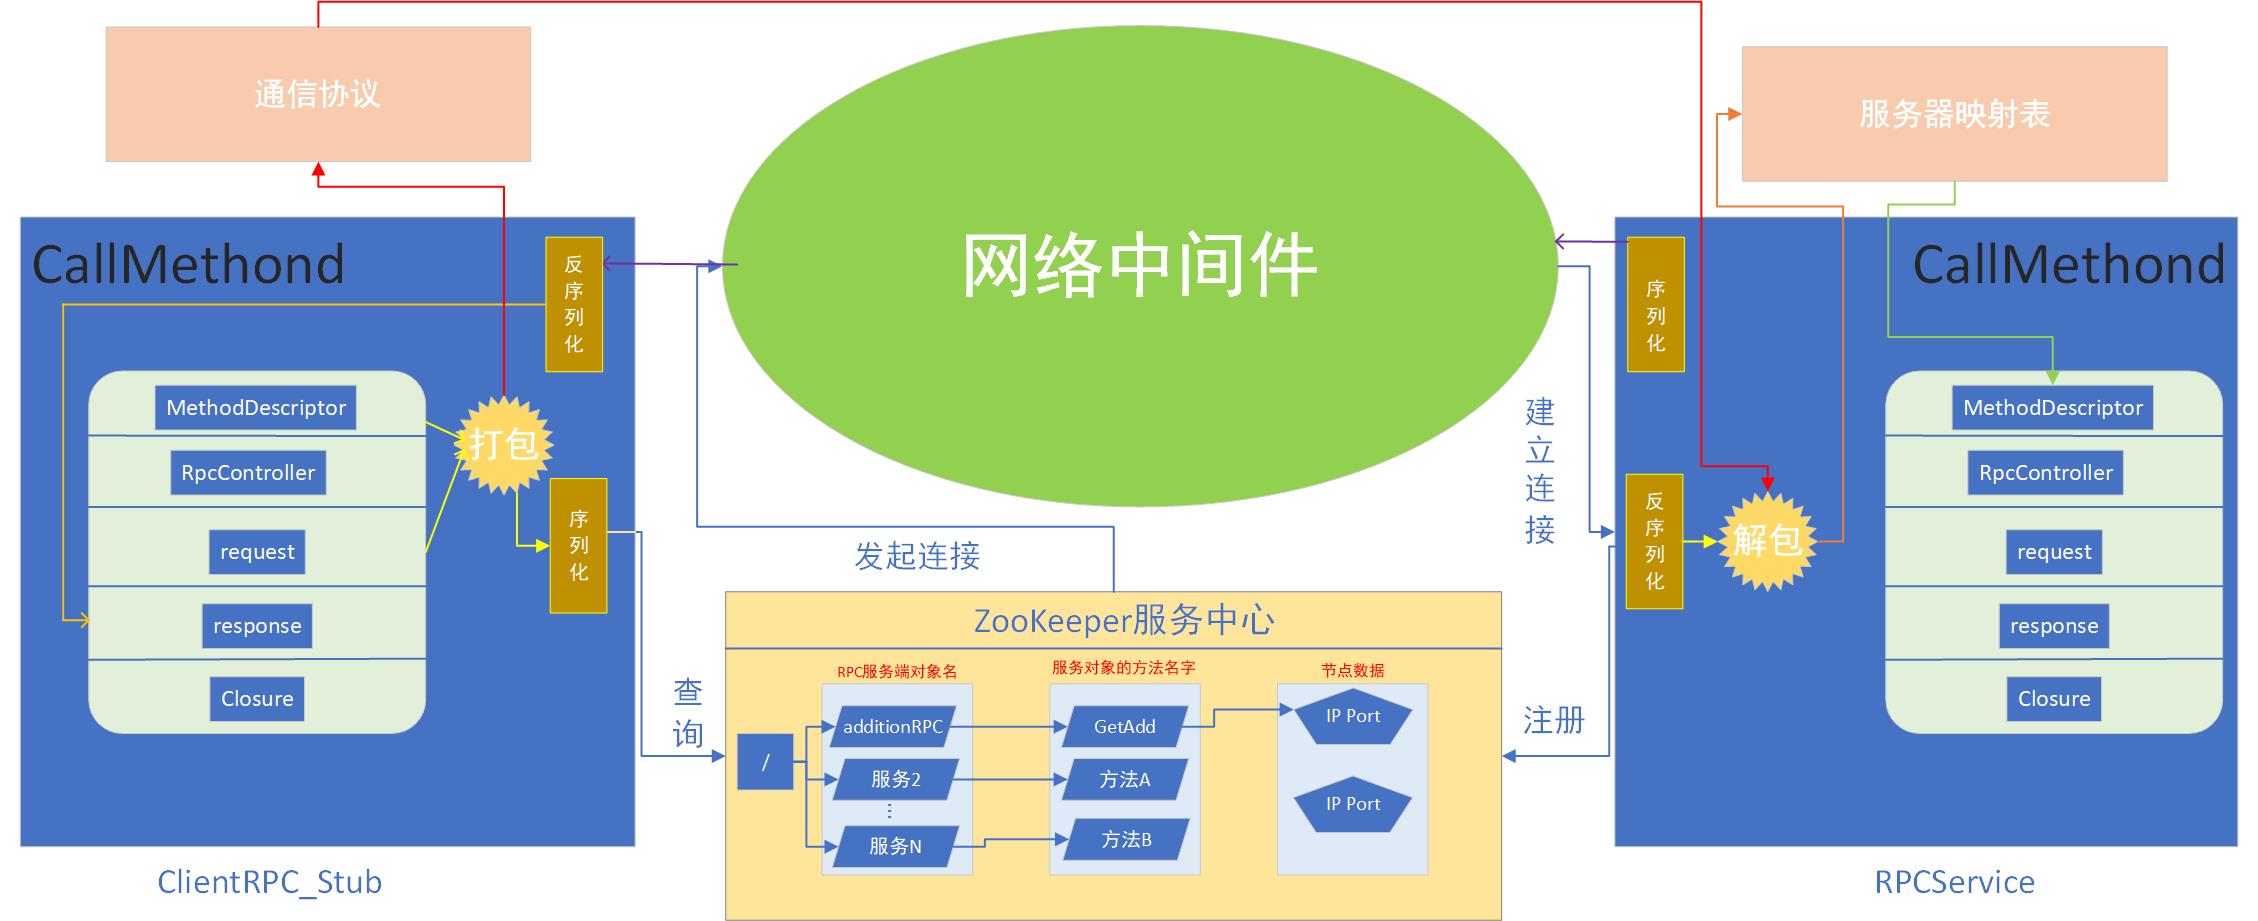 通信协议
服务器映射表
网络中间件
CallMethond
反序列化
MethodDescriptor
RpcController
request
response
Closure
打包
序列化
ClientRPC_Stub
发起连接
建立连接
查询
注册
ZooKeeper服务中心
RPC服务端对象名
服务对象的方法名字
节点数据
/
additionRPC
GetAdd
IP Port
服务2
方法A
⋮
IP Port
服务N
方法B
CallMethond
序列化
反序列化
解包
MethodDescriptor
RpcController
request
response
Closure
RPCService